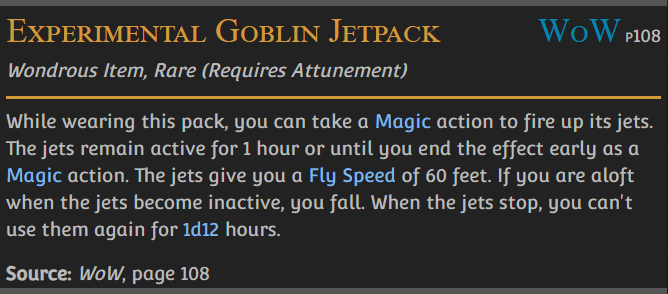 Experimental Goblin Jetpack WoW p108
Wondrous Item, Rare (Requires Attunement)
While wearing this pack, you can take a Magic action to fire up its jets.
The jets remain active for 1 hour or until you end the effect early as a
Magic action. The jets give you a Fly Speed of 60 feet. If you are aloft
when the jets become inactive, you fall. When the jets stop, you can't
use them again for 1d12 hours.
Source: WoW, page 108